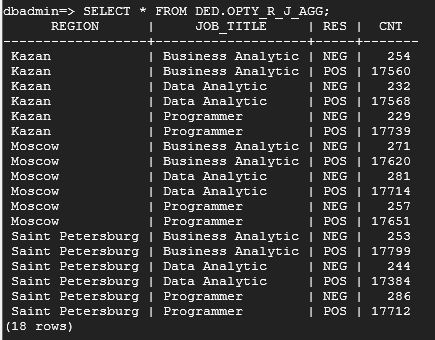 dbadmin=> SELECT * FROM DED.OPTY_R_J_AGG;
REGION | JOB_TITLE | RES | CNT
------------------+-------------------+-----+-------
Kazan | Business Analytic | NEG | 254
Kazan | Business Analytic | POS | 17560
Kazan | Data Analytic | NEG | 232
Kazan | Data Analytic | POS | 17568
Kazan | Programmer | NEG | 229
Kazan | Programmer | POS | 17739
Moscow | Business Analytic | NEG | 271
Moscow | Business Analytic | POS | 17620
Moscow | Data Analytic | NEG | 281
Moscow | Data Analytic | POS | 17714
Moscow | Programmer | NEG | 257
Moscow | Programmer | POS | 17651
Saint Petersburg | Business Analytic | NEG | 253
Saint Petersburg | Business Analytic | POS | 17799
Saint Petersburg | Data Analytic | NEG | 244
Saint Petersburg | Data Analytic | POS | 17384
Saint Petersburg | Programmer | NEG | 286
Saint Petersburg | Programmer | POS | 17712
(18 rows)